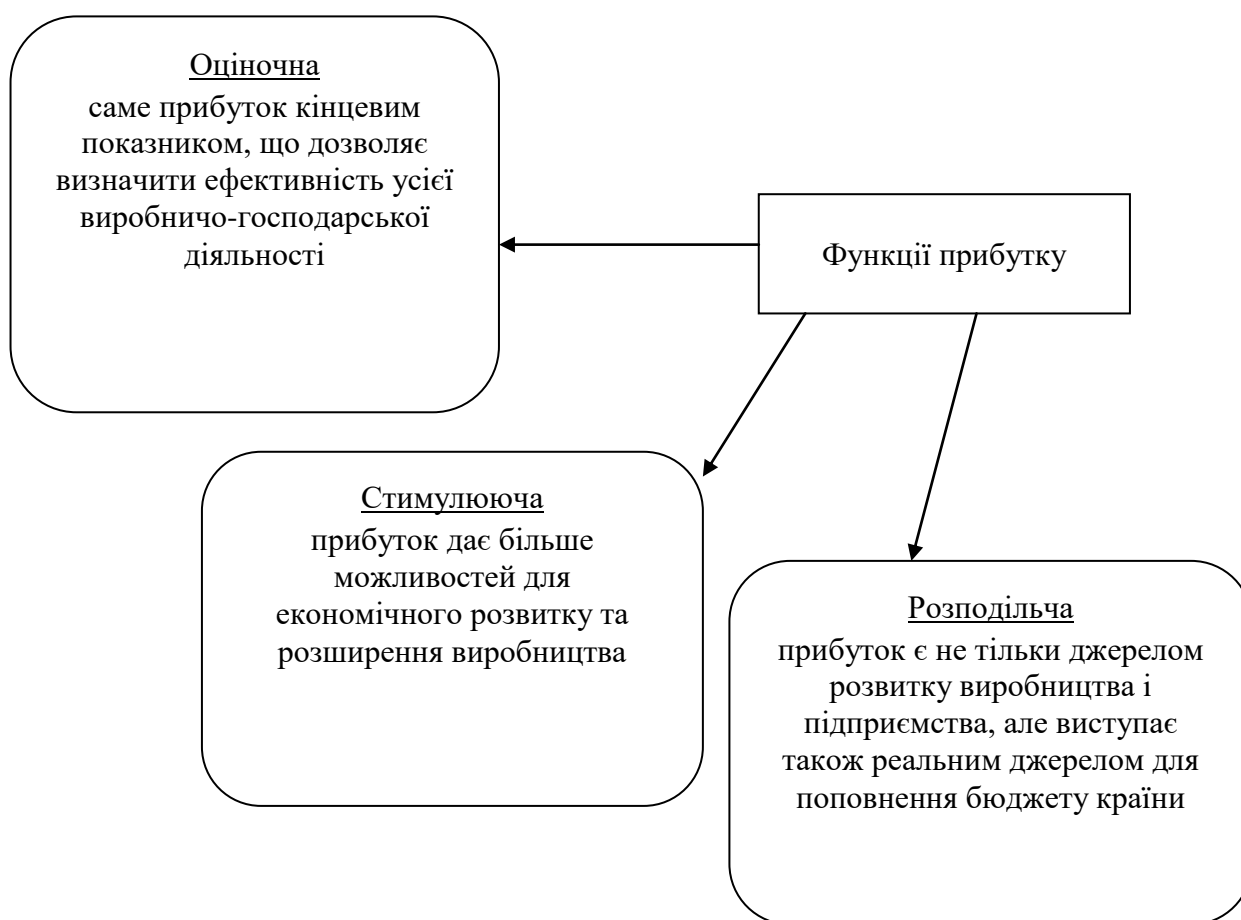 Оціночна
саме прибуток кінцевим
показником, що дозволяє
визначити ефективність усієї
виробничо-господарської
діяльності
Функції прибутку
Стимулююча
прибуток дає більше
можливостей для
економічного розвитку та
розширення виробництва
Розподільча
прибуток є не тільки джерелом
розвитку виробництва і
підприємства, але виступає
також реальним джерелом для
поповнення бюджету країни